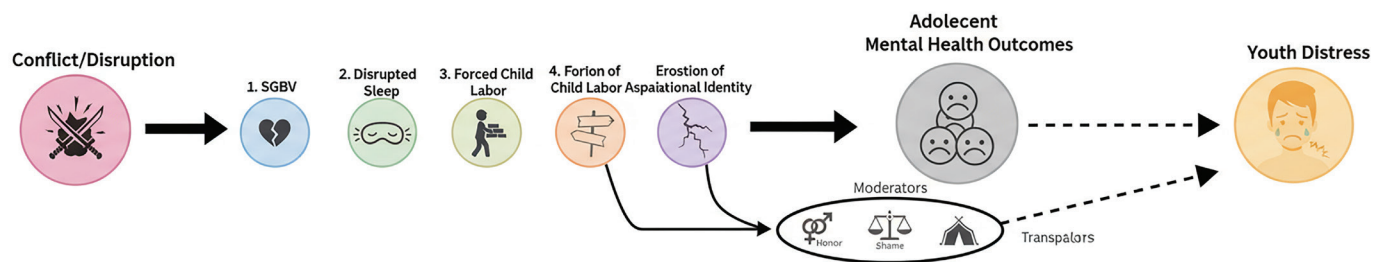 Conflict/Disruption
1. SGBV
2. Disrupted
Sleep
3. Forced Child
Labor
4. Forion of
Child Labor
Erostion of
Aspaiational Identity
Adolecent
Mental Health Outcomes
Youth Distress
Moderators
Honor
Shame
Transpalors